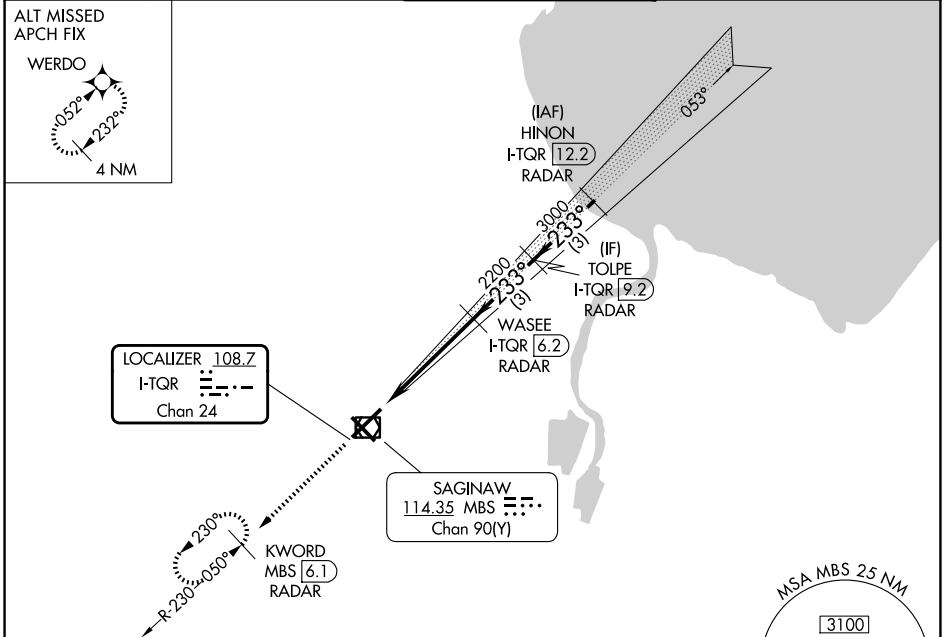 ALT MISSED
APCH FIX
WERDO
052°
232°
4 NM
053°
(IAF)
HINON
I-TQR 12.2
RADAR
3000
233°
(3)
(IF)
TOLPE
I-TQR 9.2
RADAR
2200
233°
(3)
WASEE
I-TQR 6.2
RADAR
LOCALIZER 108.7
I-TQR
Chan 24
SAGINAW
114.35 MBS
Chan 90(Y)
230°
050°
R-230
KWORD
MBS 6.1
RADAR
MSA MBS 25 NM
3100